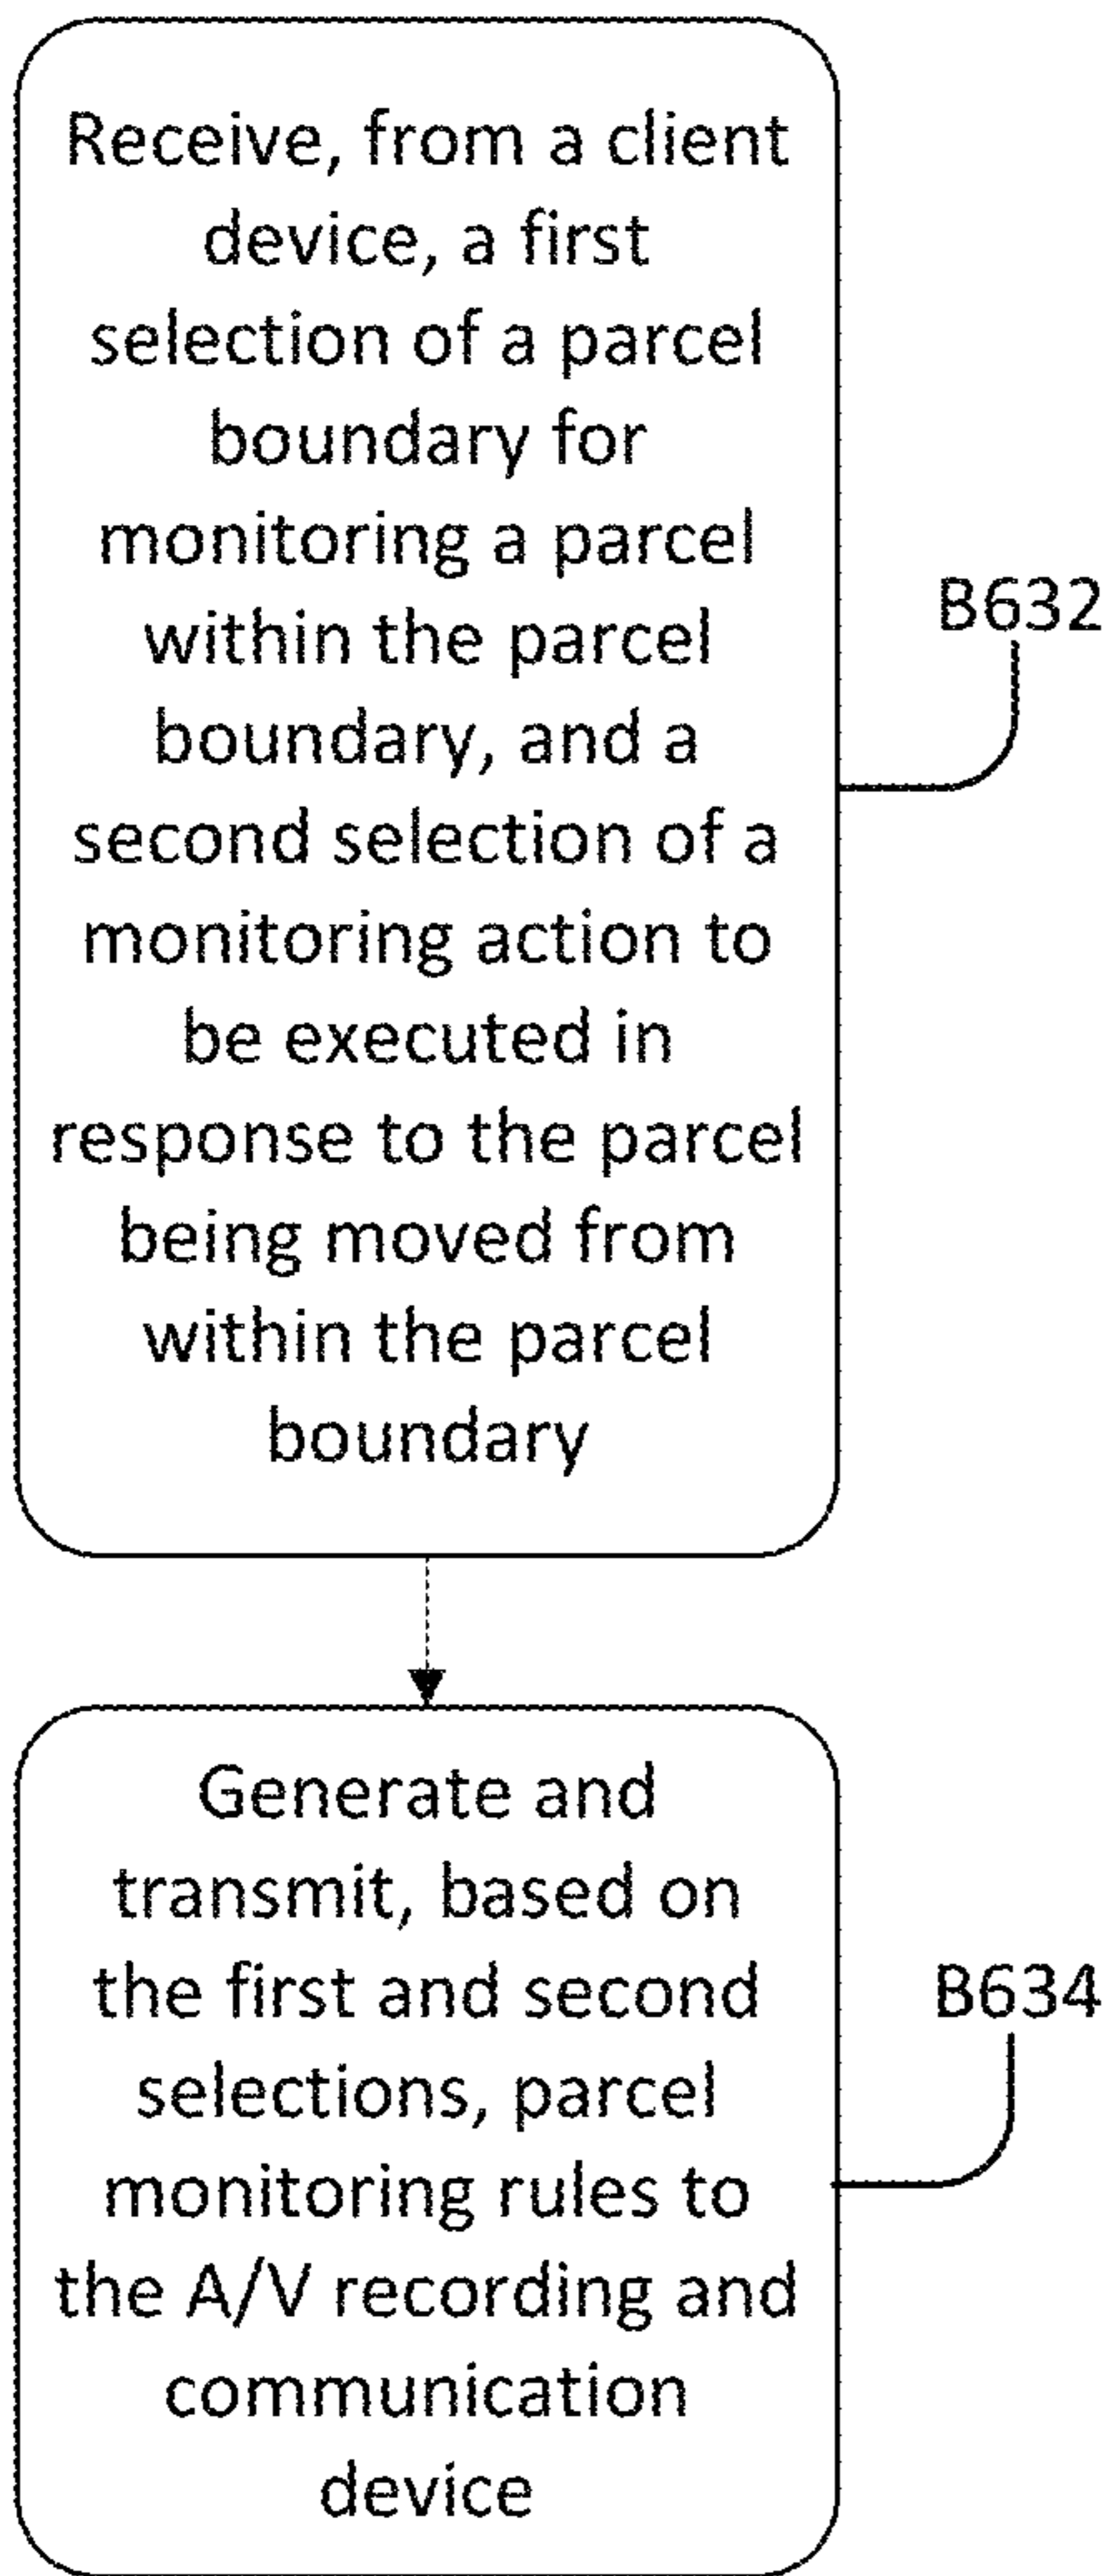 Receive, from a client
device, a first
selection of a parcel
boundary for
monitoring a parcel
within the parcel
boundary, and a
second selection of a
monitoring action to
be executed in
response to the parcel
being moved from
within the parcel
boundary
B632
Generate and
transmit, based on
the first and second
selections, parcel
monitoring rules to
the A/V recording and
communication
device
B634